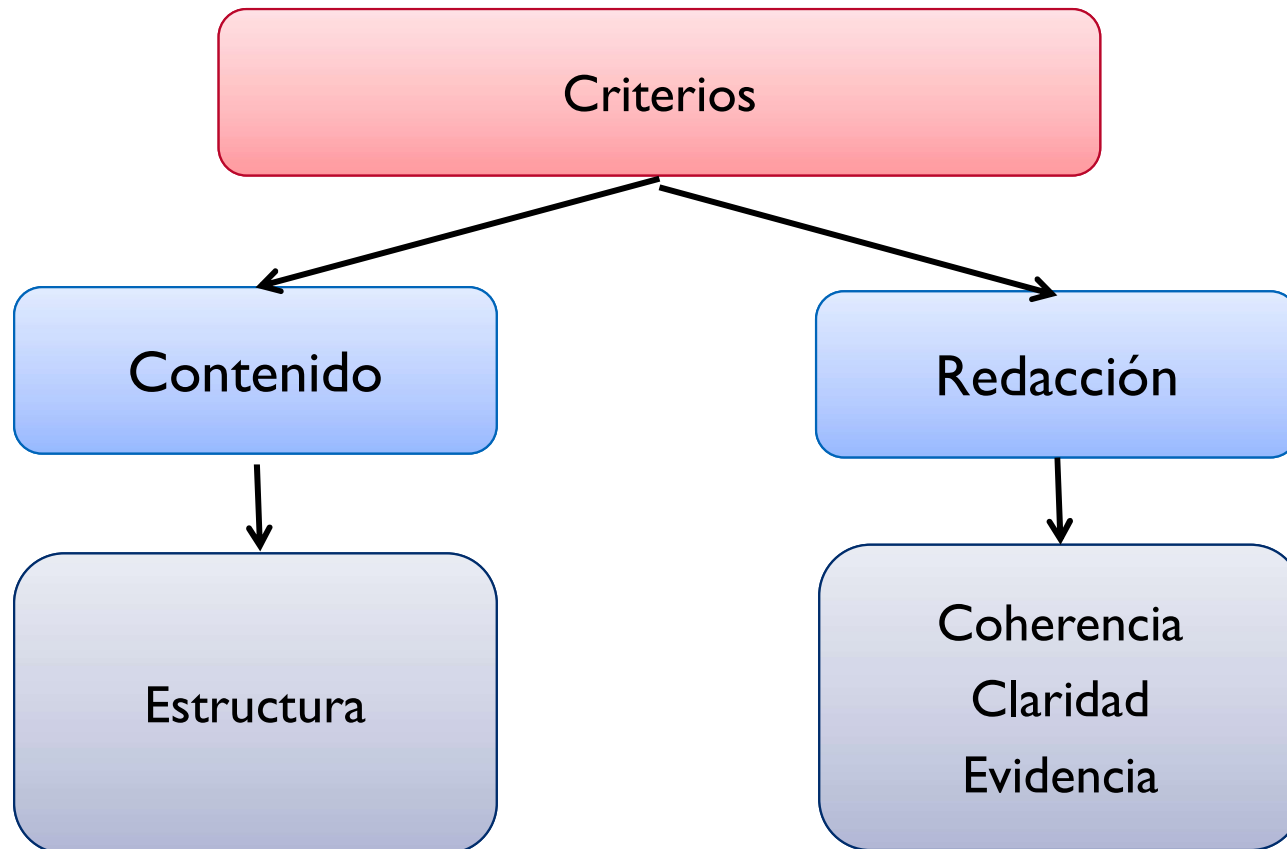 Criterios
Contenido
Redacción
Estructura
Coherencia
Claridad
Evidencia